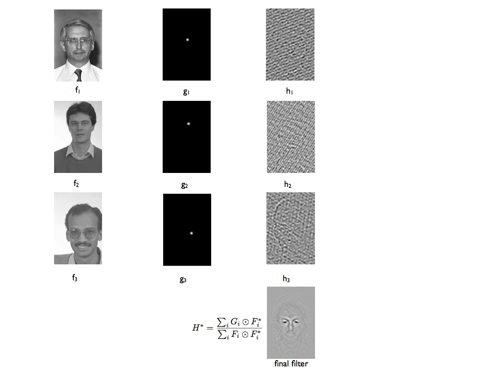 f₁ g₁ h₁
f₂ g₂ h₂
f₃ g₃ h₃
H* = ∑ᵢ Gᵢ ⊙ Fᵢ* / ∑ᵢ Fᵢ ⊙ Fᵢ*
final filter